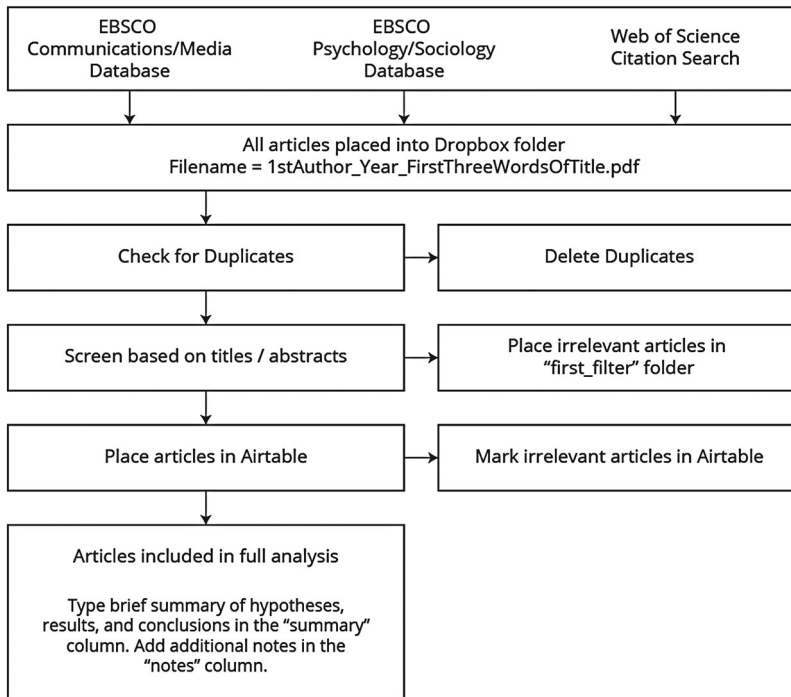 EBSCO
Communications/Media
Database
EBSCO
Psychology/Sociology
Database
Web of Science
Citation Search
All articles placed into Dropbox folder
Filename = 1stAuthor_Year_FirstThreeWordsOfTitle.pdf
Check for Duplicates
Delete Duplicates
Screen based on titles / abstracts
Place irrelevant articles in
“first_filter” folder
Place articles in Airtable
Mark irrelevant articles in Airtable
Articles included in full analysis
Type brief summary of hypotheses,
results, and conclusions in the “summary”
column. Add additional notes in the
“notes” column.